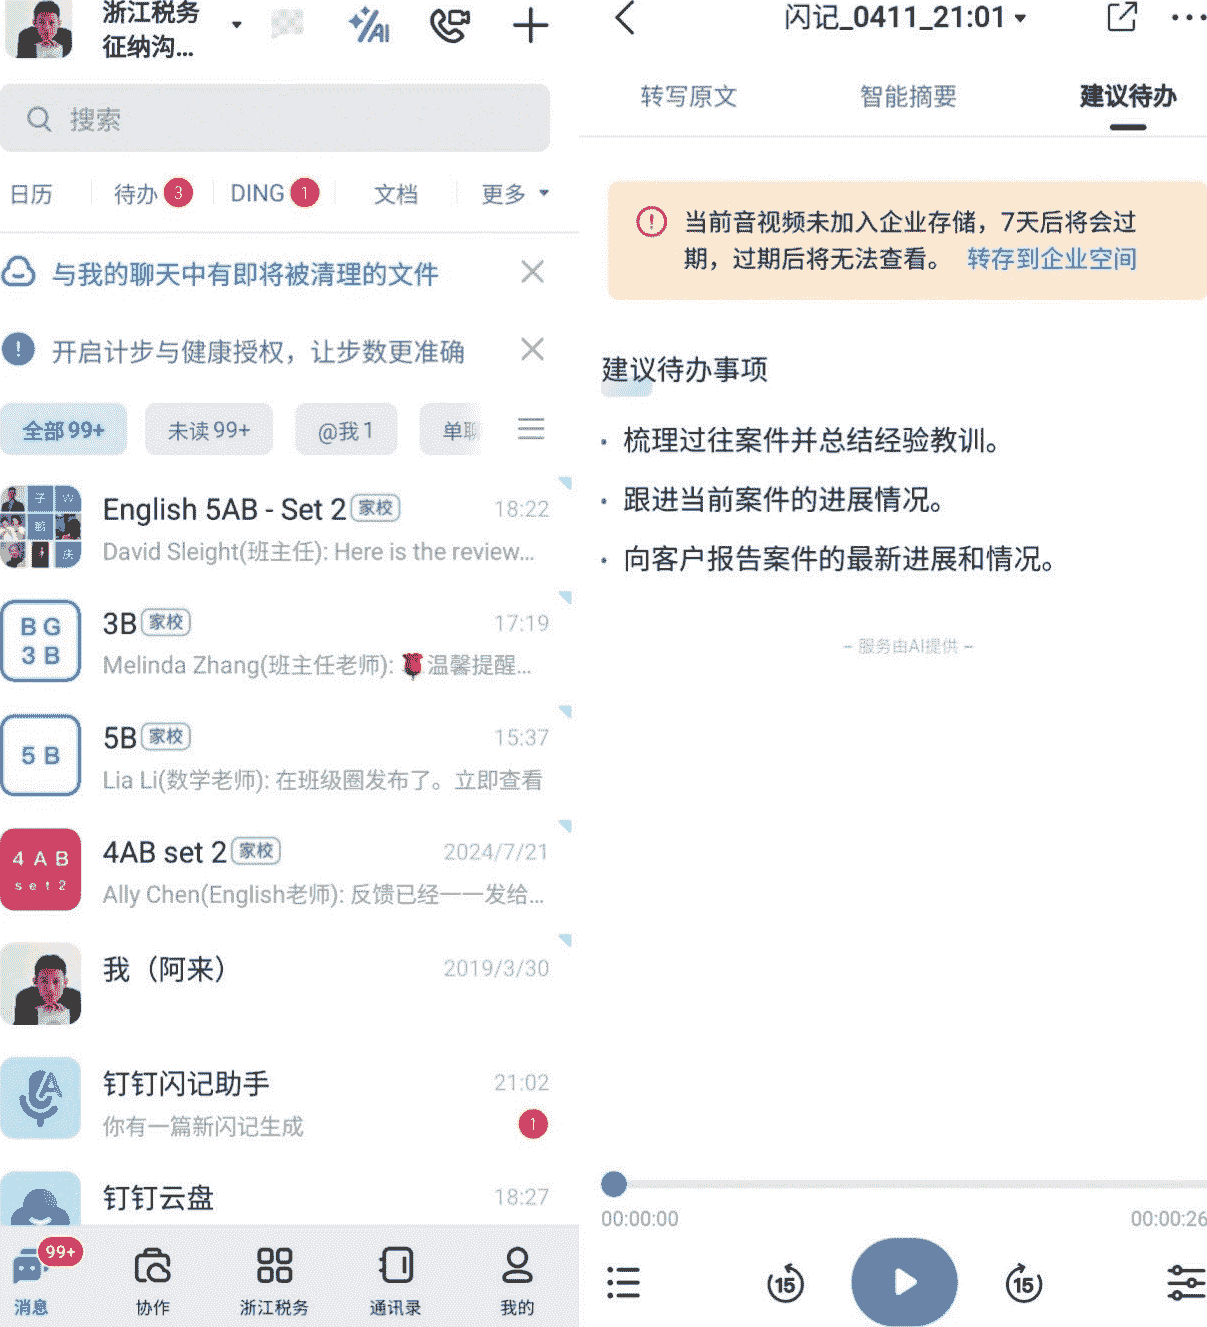 浙江税务
征纳沟...
搜索
日历
待办 3
DING 1
文档
更多
与我的聊天中有即将被清理的文件
开启计步与健康授权，让步数更准确
全部 99+
未读 99+
@我 1
单聊
English 5AB - Set 2 家校
18:22
David Sleight(班主任): Here is the review...
BG
3B
3B 家校
17:19
Melinda Zhang(班主任老师): 🌹温馨提醒...
5B
5B 家校
15:37
Lia Li(数学老师): 在班级圈发布了。立即查看
4AB
set2
4AB set 2 家校
2024/7/21
Ally Chen(English老师): 反馈已经一一发给...
我（阿来）
2019/3/30
钉钉闪记助手
21:02
你有一篇新闪记生成
1
钉钉云盘
18:27
99+
消息
协作
浙江税务
通讯录
我的
闪记_0411_21:01
转写原文
智能摘要
建议待办
当前音视频未加入企业存储，7天后将会过
期，过期后将无法查看。 转存到企业空间
建议待办事项
· 梳理过往案件并总结经验教训。
· 跟进当前案件的进展情况。
· 向客户报告案件的最新进展和情况。
– 服务由AI提供 –
00:00:00
00:00:26
15
15